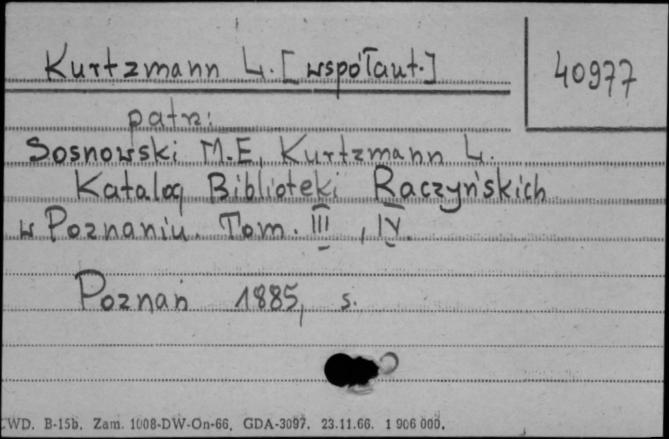 Kurtzmann Ł. [współaut.]
40977
patrz:
Sosnowski M.E, Kurtzmann L.
Katalog Biblioteki Raczyńskich
w Poznaniu. Tom. III, IV.
Poznań 1885, s.
CWD. B-15b. Zam. 1008-DW-On-66. GDA-3097. 23.11.66. 1 906 000.